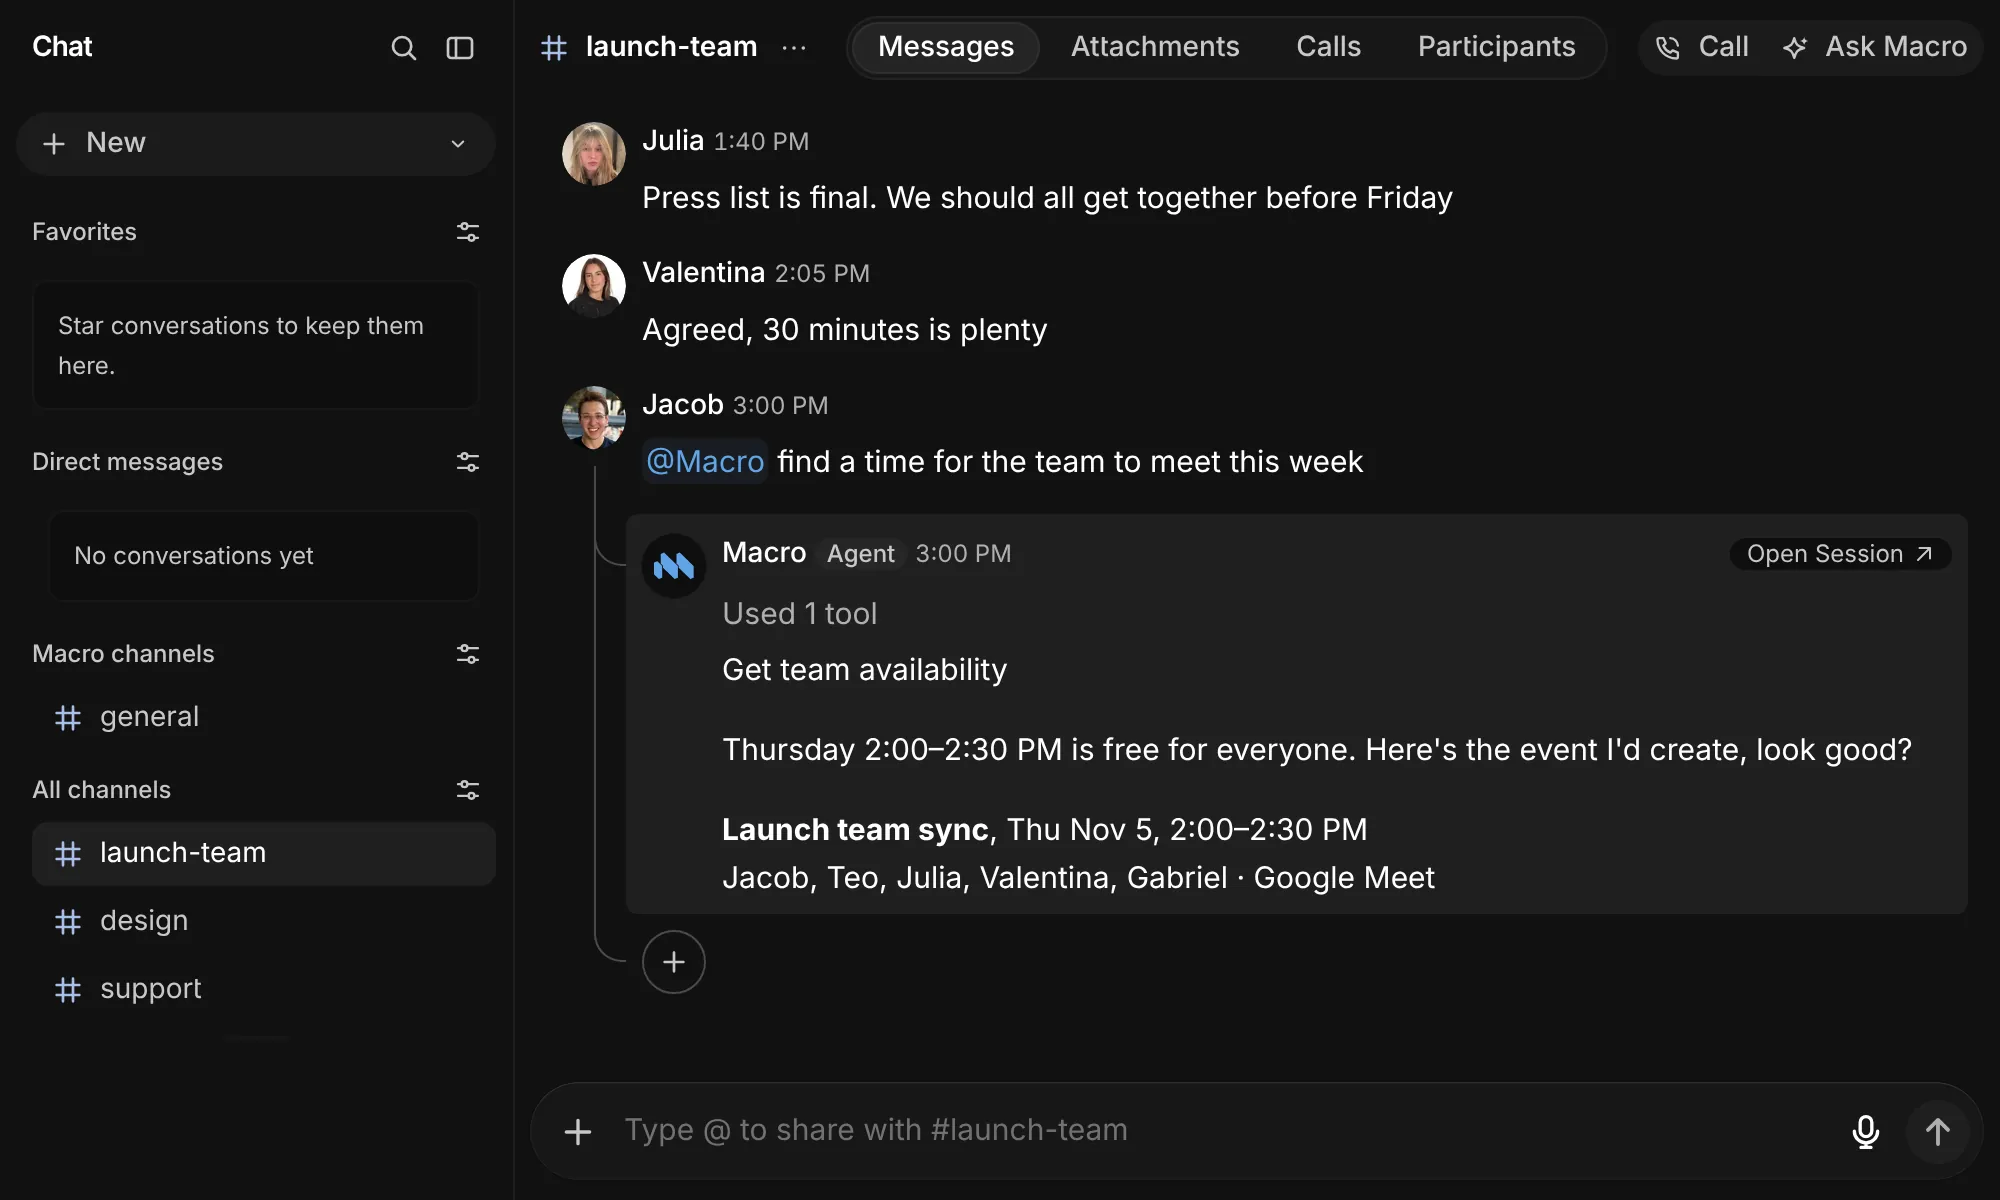 Chat
New
Favorites
Star conversations to keep them
here.
Direct messages
No conversations yet
Macro channels
general
All channels
launch-team
design
support
launch-team
Messages
Attachments
Calls
Participants
Call
Ask Macro
Julia 1:40 PM
Press list is final. We should all get together before Friday
Valentina 2:05 PM
Agreed, 30 minutes is plenty
Jacob 3:00 PM
@Macro find a time for the team to meet this week
Macro Agent 3:00 PM
Open Session
Used 1 tool
Get team availability
Thursday 2:00–2:30 PM is free for everyone. Here's the event I'd create, look good?
Launch team sync, Thu Nov 5, 2:00–2:30 PM
Jacob, Teo, Julia, Valentina, Gabriel · Google Meet
Type @ to share with #launch-team